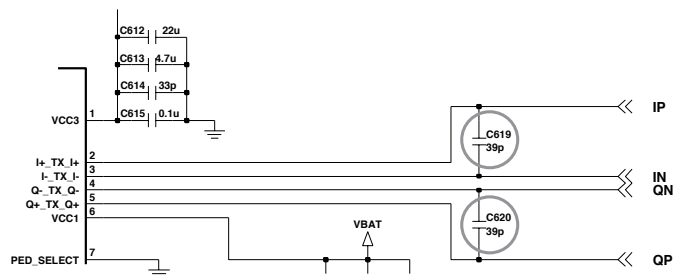 C612 22u
C613 4.7u
C614 33p
C615 0.1u
VCC3 1
IP
C619
39p
I+_TX_I+ 2
I-_TX_I- 3
IN
Q-_TX_Q- 4
QN
Q+_TX_Q+ 5
VCC1 6
C620
39p
VBAT
PED_SELECT 7
QP